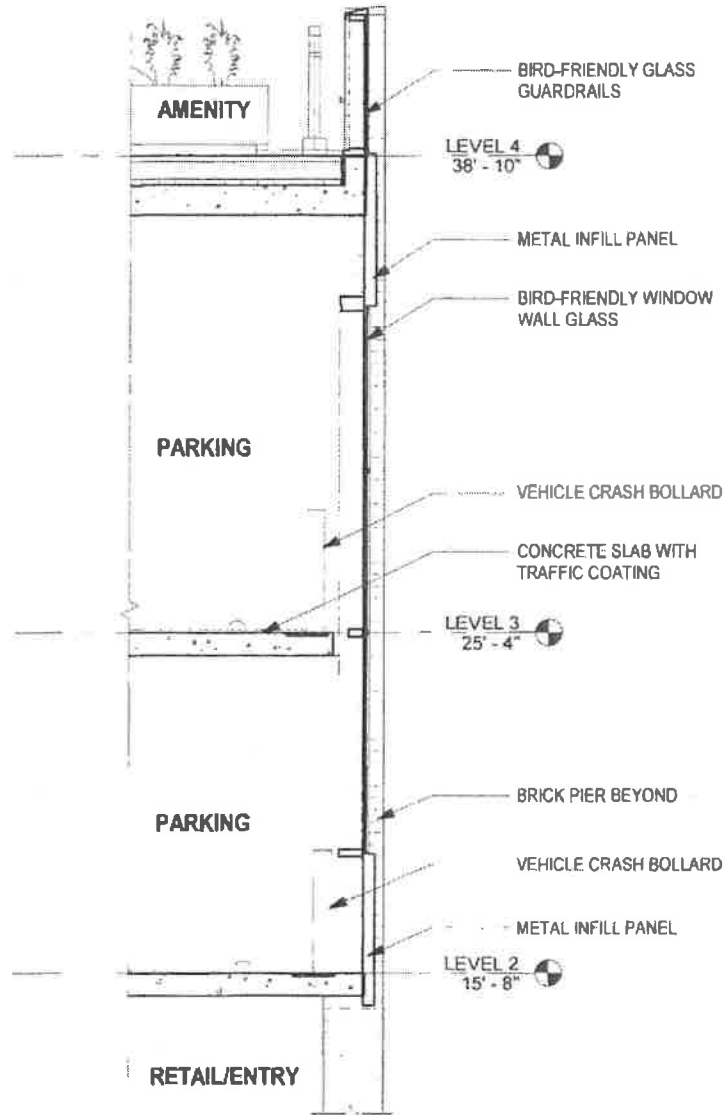 BIRD-FRIENDLY GLASS
GUARDRAILS
AMENITY
LEVEL 4
38' - 10"
METAL INFILL PANEL
BIRD-FRIENDLY WINDOW
WALL GLASS
PARKING
VEHICLE CRASH BOLLARD
CONCRETE SLAB WITH
TRAFFIC COATING
LEVEL 3
25' - 4"
BRICK PIER BEYOND
PARKING
VEHICLE CRASH BOLLARD
METAL INFILL PANEL
LEVEL 2
15' - 8"
RETAIL/ENTRY